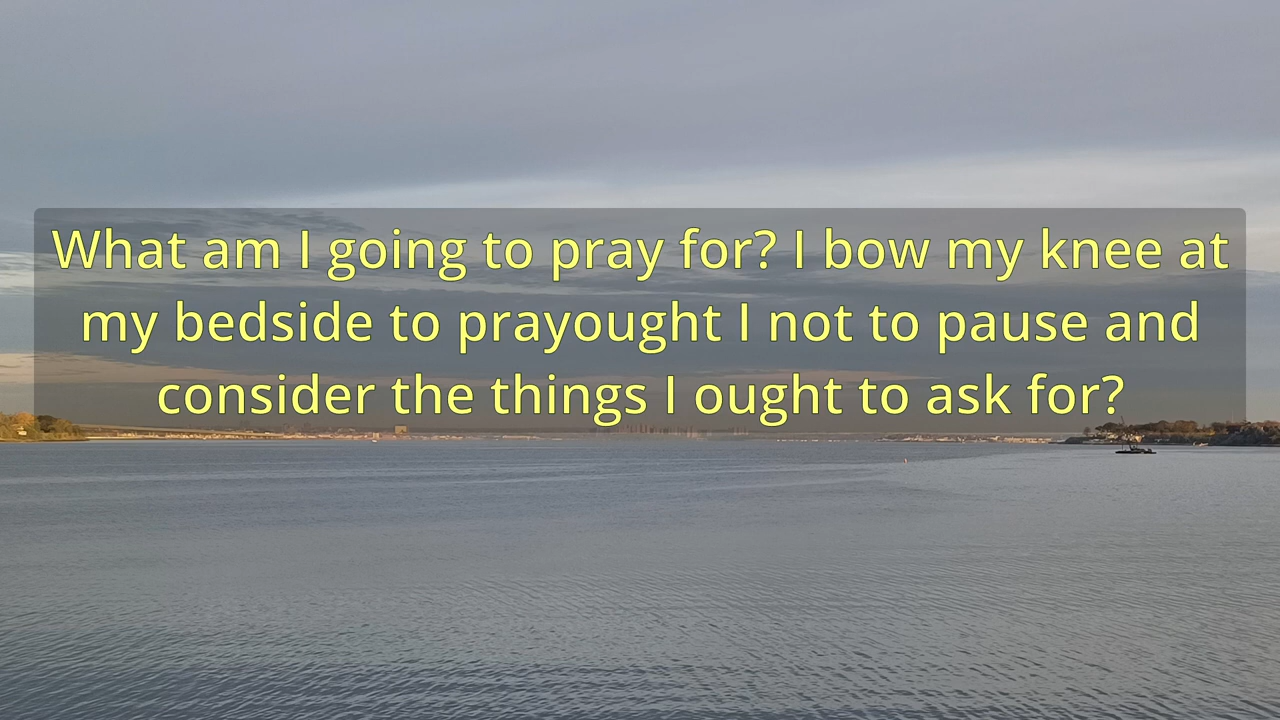 What am I going to pray for? I bow my knee at
my bedside to prayought I not to pause and
consider the things I ought to ask for?